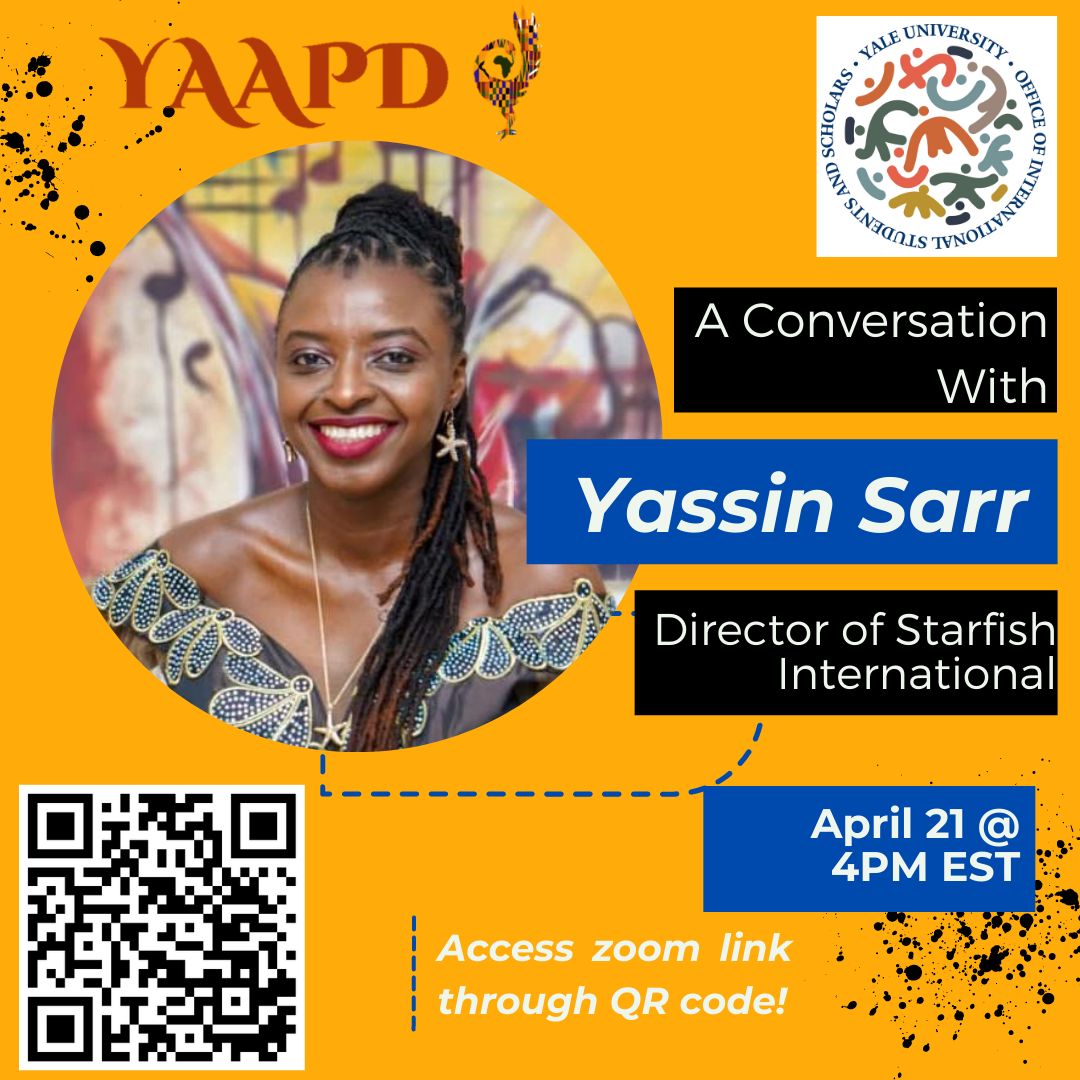 YAAPD
YALE UNIVERSITY · OFFICE OF INTERNATIONAL STUDENTS AND SCHOLARS ·
A Conversation
With
Yassin Sarr
Director of Starfish
International
April 21 @
4PM EST
Access zoom link
through QR code!